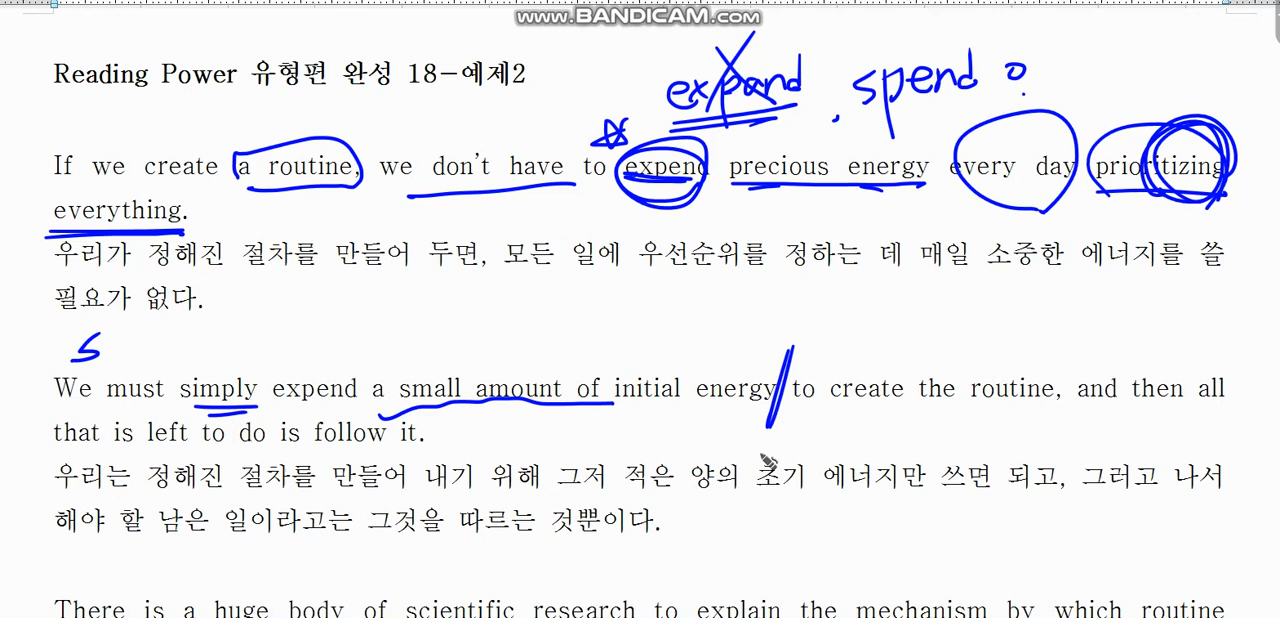 www.BANDICAM.com
Reading Power 유형편 완성 18-예제2
expand, spend?
If we create a routine, we don't have to expend precious energy every day prioritizing
everything.
우리가 정해진 절차를 만들어 두면, 모든 일에 우선순위를 정하는 데 매일 소중한 에너지를 쓸
필요가 없다.
S
We must simply expend a small amount of initial energy to create the routine, and then all
that is left to do is follow it.
우리는 정해진 절차를 만들어 내기 위해 그저 적은 양의 초기 에너지만 쓰면 되고, 그러고 나서
해야 할 남은 일이라고는 그것을 따르는 것뿐이다.
There is a huge body of scientific research to explain the mechanism by which routine